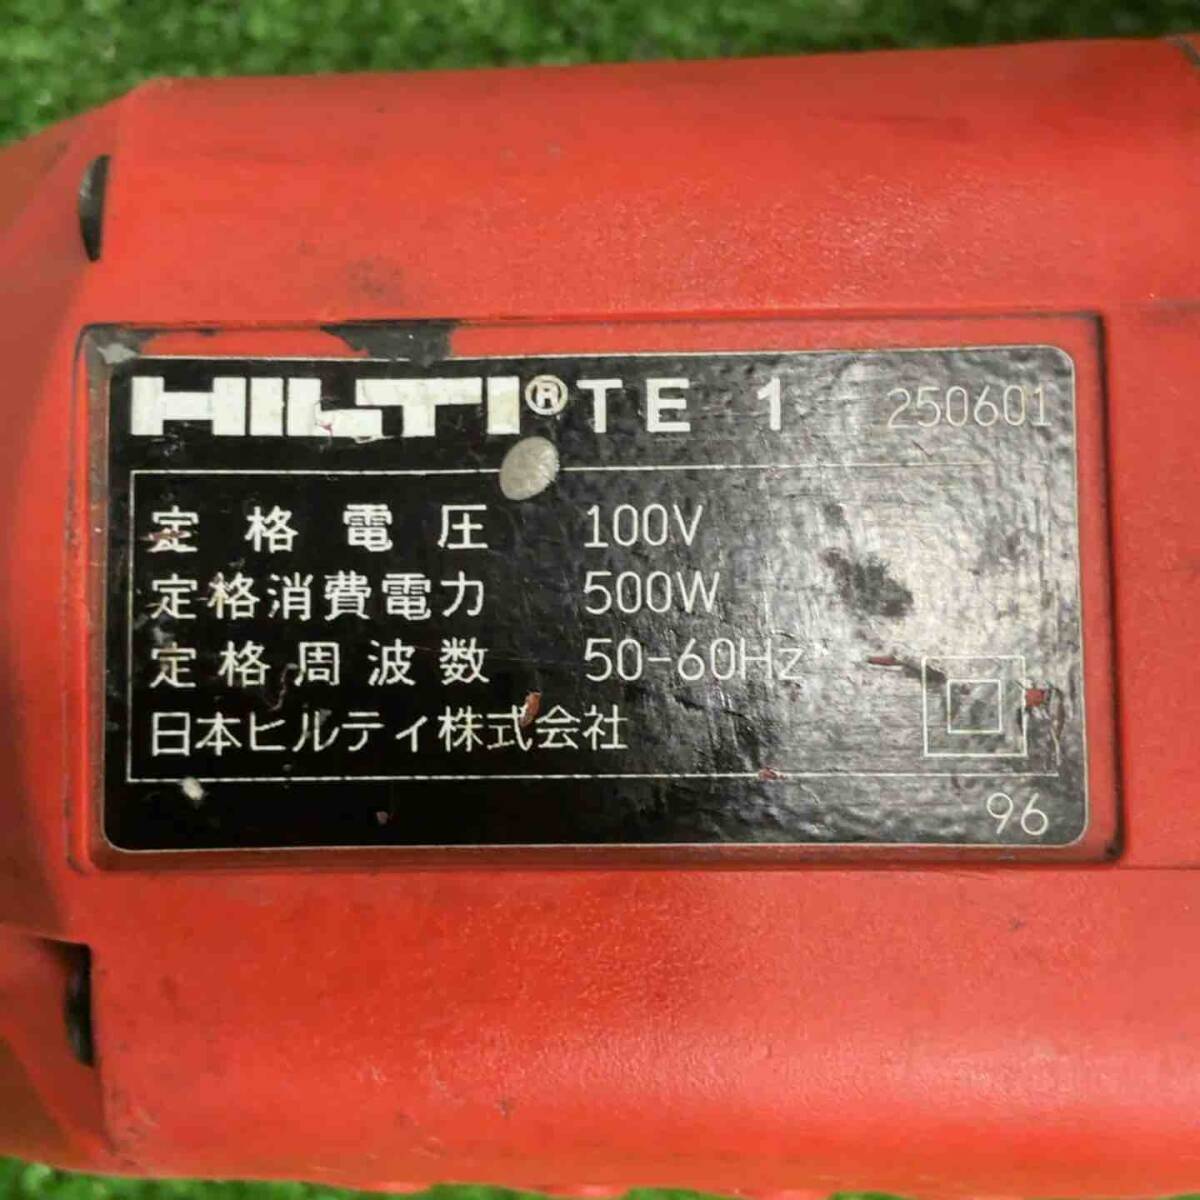 HILTI® TE 1 250601
定格電圧 100V
定格消費電力 500W
定格周波数 50-60Hz
日本ヒルティ株式会社
96